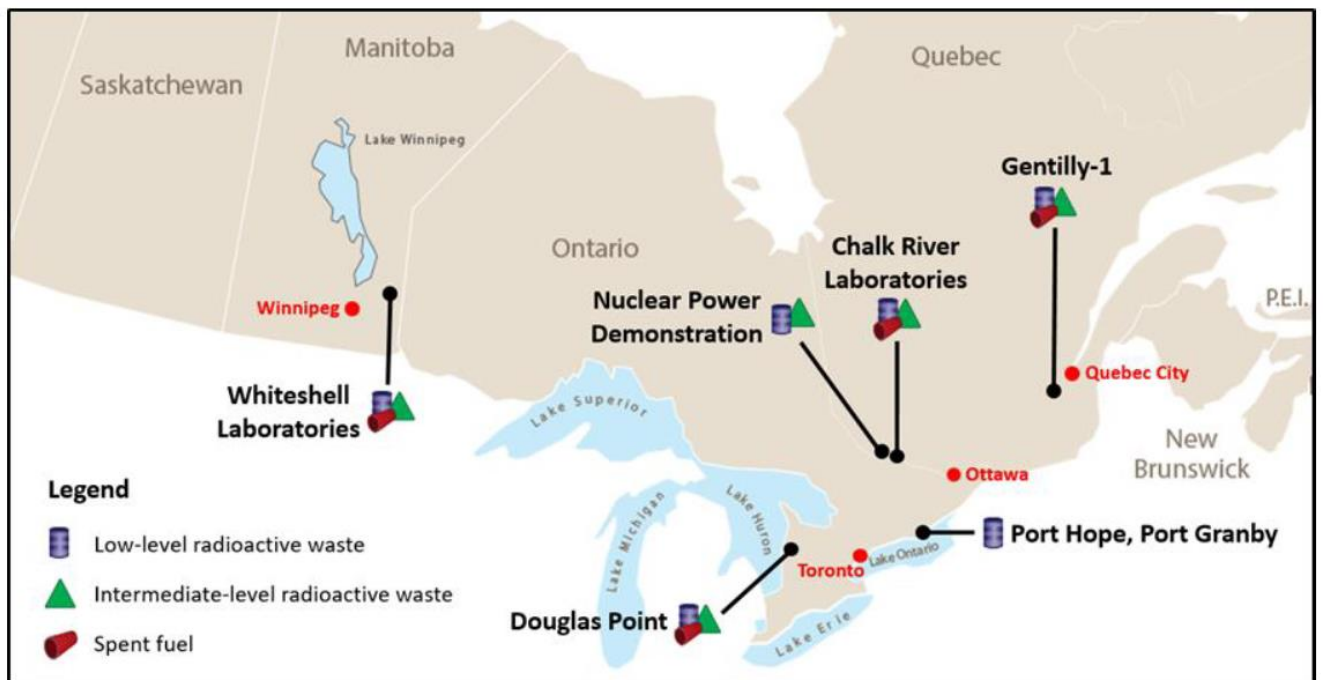 Manitoba
Quebec
Saskatchewan
Lake Winnipeg
Gentilly-1
Ontario
Chalk River
Laboratories
Nuclear Power
Demonstration
P.E.I.
Winnipeg
Quebec City
Whiteshell
Laboratories
Lake Superior
New
Brunswick
Ottawa
Legend
Lake Michigan
Lake Huron
Port Hope, Port Granby
Low-level radioactive waste
Lake Ontario
Toronto
Intermediate-level radioactive waste
Douglas Point
Lake Erie
Spent fuel